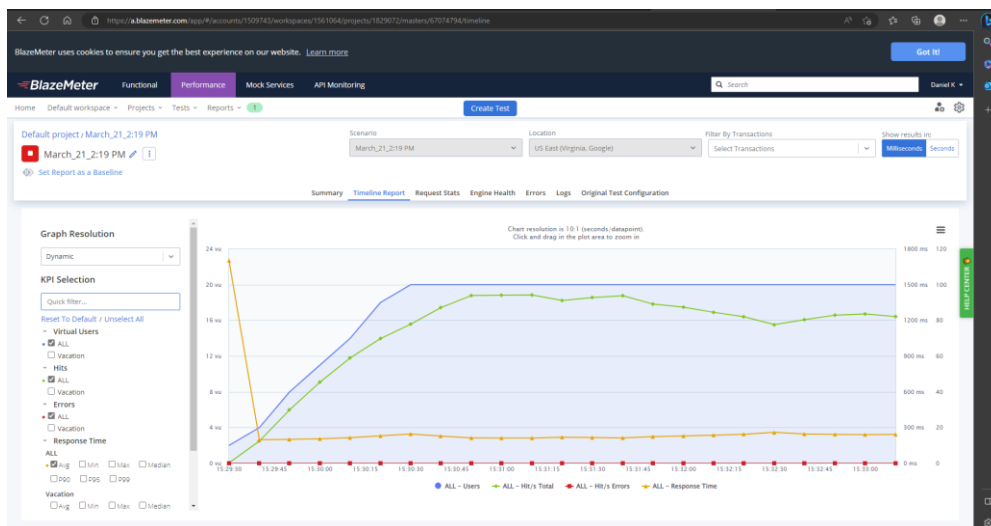 https://a.blazemeter.com/app/#/accounts/1509743/workspaces/1561064/projects/1829072/masters/67074794/timeline
BlazeMeter uses cookies to ensure you get the best experience on our website. Learn more
Got It!
BlazeMeter Functional Performance Mock Services API Monitoring Search Daniel K
Home Default workspace Projects Tests Reports 1 Create Test
Default project / March_21_2:19 PM
March_21_2:19 PM
Set Report as a Baseline
Scenario Location Filter By Transactions Show results in:
March_21_2:19 PM US East (Virginia, Google) Select Transactions Milliseconds Seconds
Summary Timeline Report Request Stats Engine Health Errors Logs Original Test Configuration
Graph Resolution
Dynamic
KPI Selection
Quick filter...
Reset To Default / Unselect All
Virtual Users
ALL
Vacation
Hits
ALL
Vacation
Errors
ALL
Vacation
Response Time
ALL
Avg Min Max Median
P90 P95 P99
Vacation
Avg Min Max Median
Chart resolution is 10:1 (seconds/datapoint)
Click and drag in the plot area to zoom in
24 vu 1800 ms 120
20 vu 1500 ms 100
16 vu 1200 ms 80
12 vu 900 ms 60
8 vu 600 ms 40
4 vu 300 ms 20
0 vu 0 ms 0
15:29:30 15:29:45 15:30:00 15:30:15 15:30:30 15:30:45 15:31:00 15:31:15 15:31:30 15:31:45 15:32:00 15:32:15 15:32:30 15:32:45 15:33:00
ALL – Users ALL – Hit/s Total ALL – Hit/s Errors ALL – Response Time
HELP CENTER